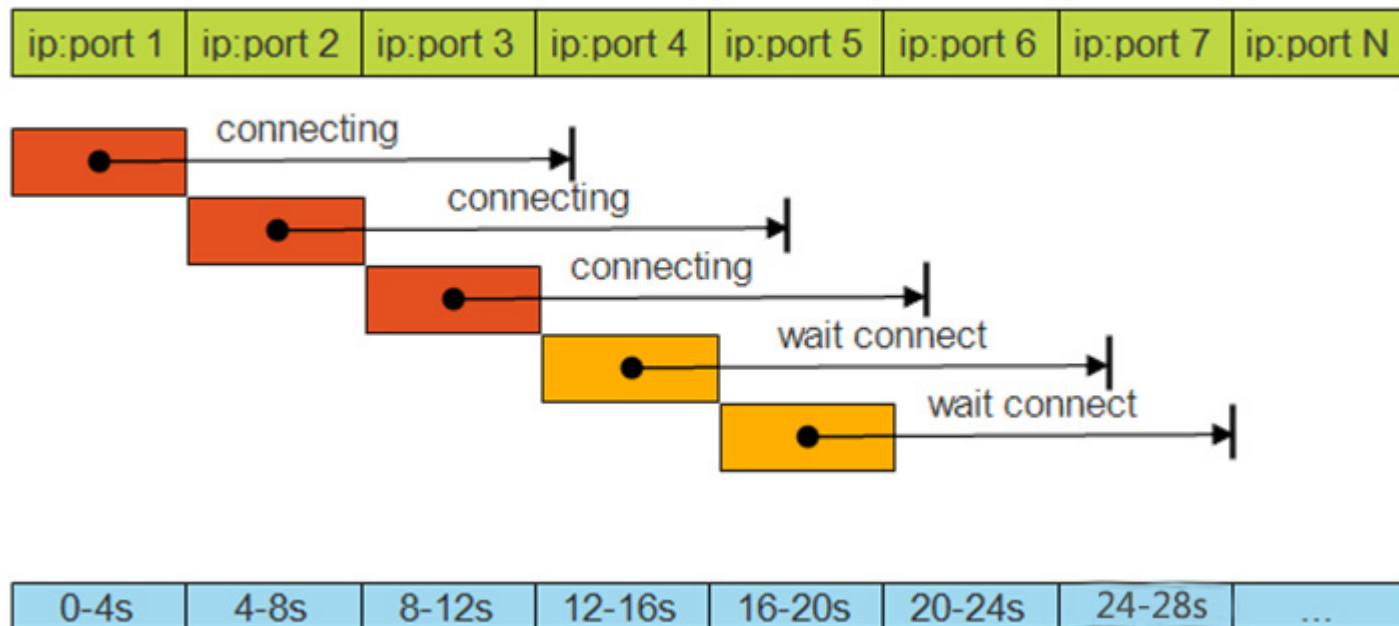 ip:port 1 ip:port 2 ip:port 3 ip:port 4 ip:port 5 ip:port 6 ip:port 7 ip:port N
connecting
connecting
connecting
wait connect
wait connect
0-4s 4-8s 8-12s 12-16s 16-20s 20-24s 24-28s ...